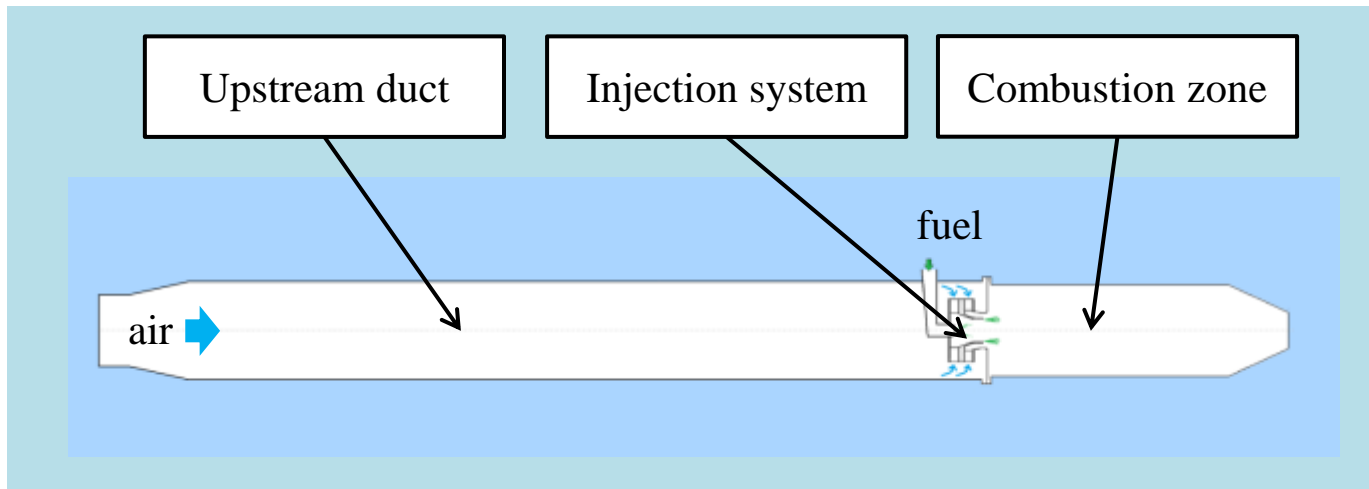 Upstream duct
Injection system
Combustion zone
fuel
air